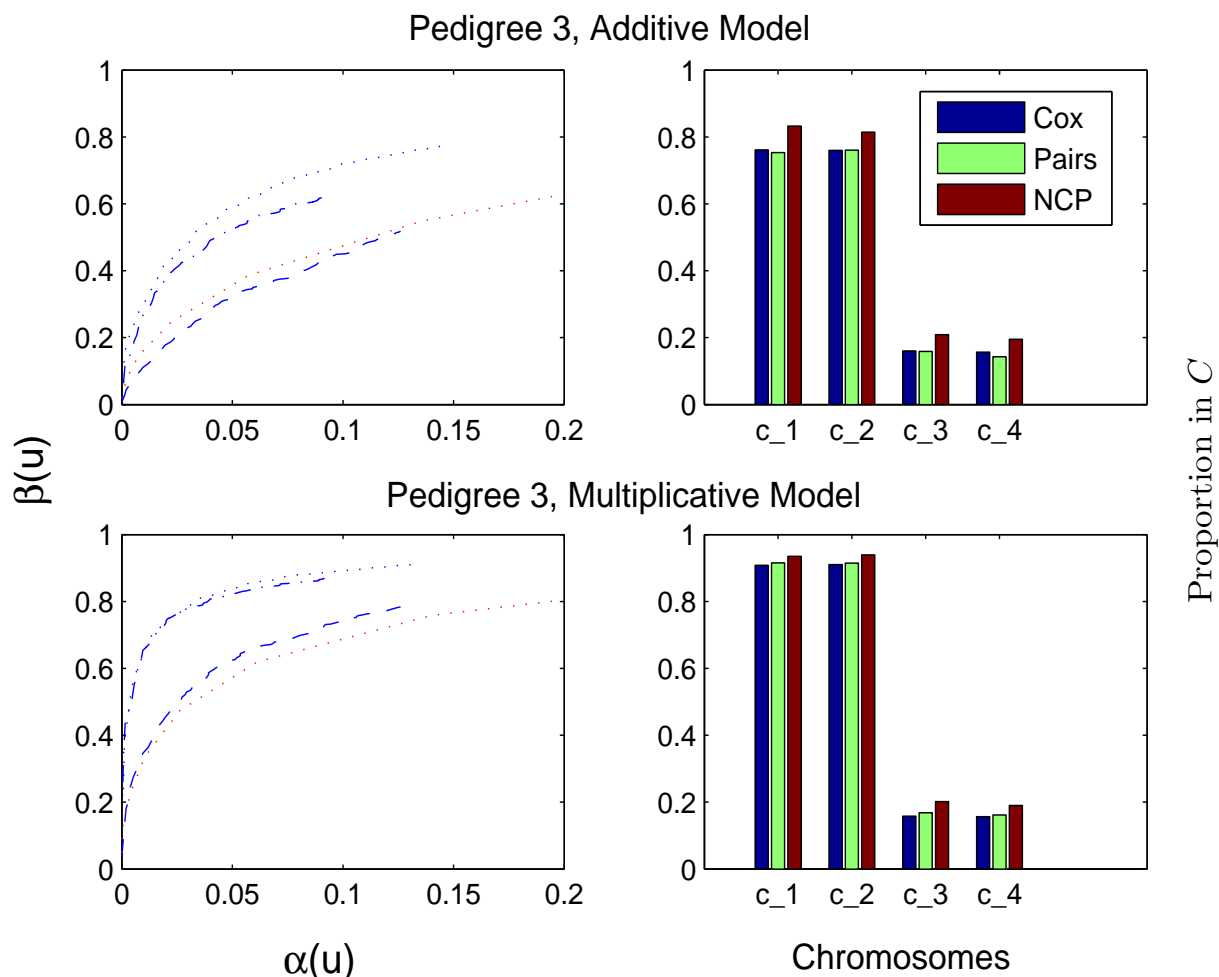 Pedigree 3, Additive Model
1
0.8
0.6
0.4
0.2
0
0 0.05 0.1 0.15 0.2
1
0.8
0.6
0.4
0.2
0
c_1 c_2 c_3 c_4
Cox
Pairs
NCP
β(u)
Proportion in C
Pedigree 3, Multiplicative Model
1
0.8
0.6
0.4
0.2
0
0 0.05 0.1 0.15 0.2
α(u)
1
0.8
0.6
0.4
0.2
0
c_1 c_2 c_3 c_4
Chromosomes